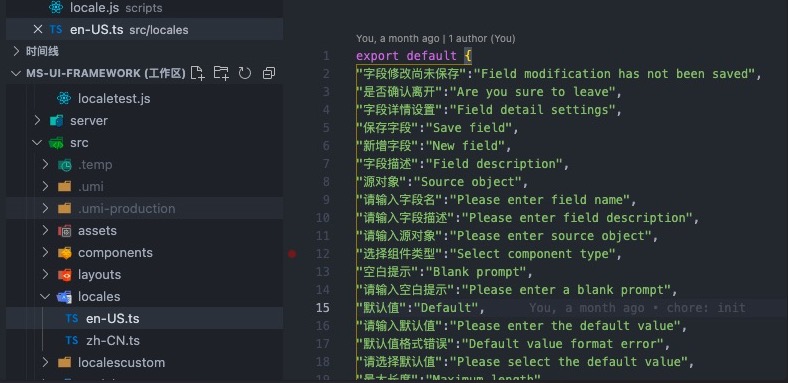 locale.js scripts
en-US.ts src/locales
时间线
MS-UI-FRAMEWORK (工作区)
localetest.js
server
src
.temp
.umi
.umi-production
assets
components
layouts
locales
TS en-US.ts
TS zh-CN.ts
localescustom
You, a month ago | 1 author (You)
1 export default {
2 "字段修改尚未保存":"Field modification has not been saved",
3 "是否确认离开":"Are you sure to leave",
4 "字段详情设置":"Field detail settings",
5 "保存字段":"Save field",
6 "新增字段":"New field",
7 "字段描述":"Field description",
8 "源对象":"Source object",
9 "请输入字段名":"Please enter field name",
10 "请输入字段描述":"Please enter field description",
11 "请输入源对象":"Please enter source object",
12 "选择组件类型":"Select component type",
13 "空白提示":"Blank prompt",
14 "请输入空白提示":"Please enter a blank prompt",
15 "默认值":"Default", You, a month ago • chore: init
16 "请输入默认值":"Please enter the default value",
17 "默认值格式错误":"Default value format error",
18 "请选择默认值":"Please select the default value",
19 "最大长度":"Maximum length"